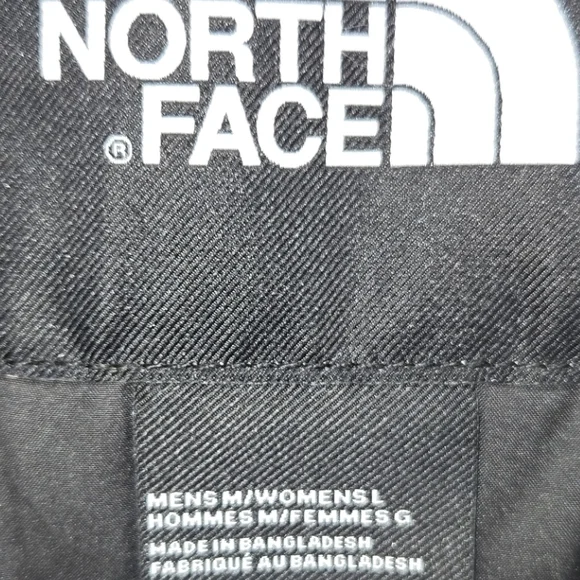 NORTH
® FACE
MENS M/WOMENS L
HOMMES M/FEMMES G
MADE IN BANGLADESH
FABRIQUÉ AU BANGLADESH